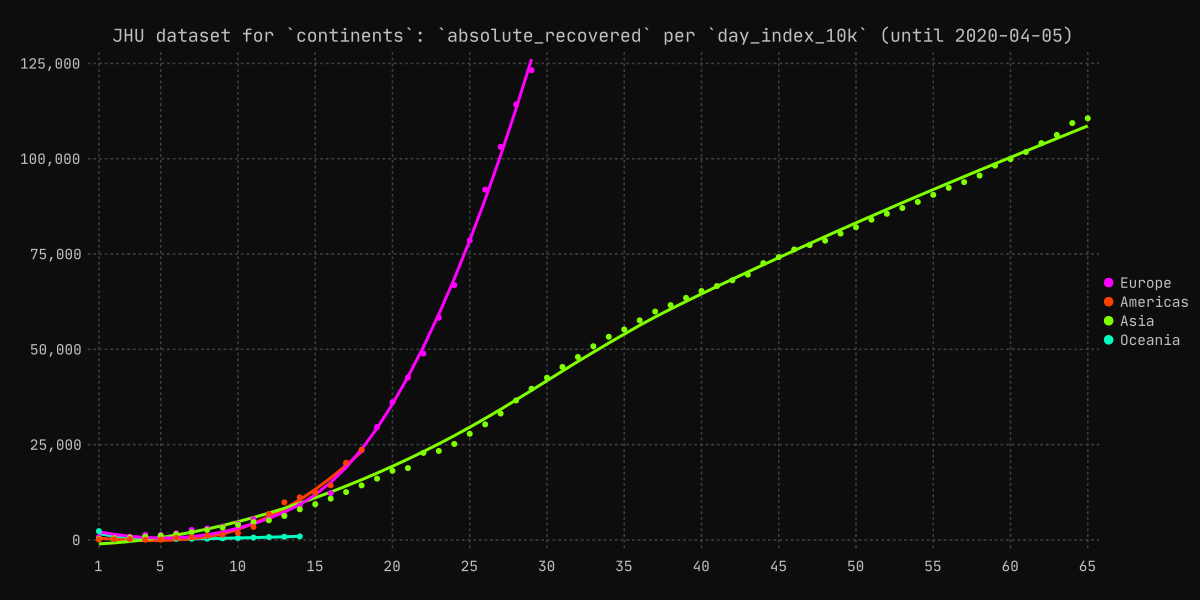 JHU dataset for `continents`: `absolute_recovered` per `day_index_10k` (until 2020-04-05)
125,000
100,000
75,000
50,000
25,000
0
1 5 10 15 20 25 30 35 40 45 50 55 60 65
Europe
Americas
Asia
Oceania